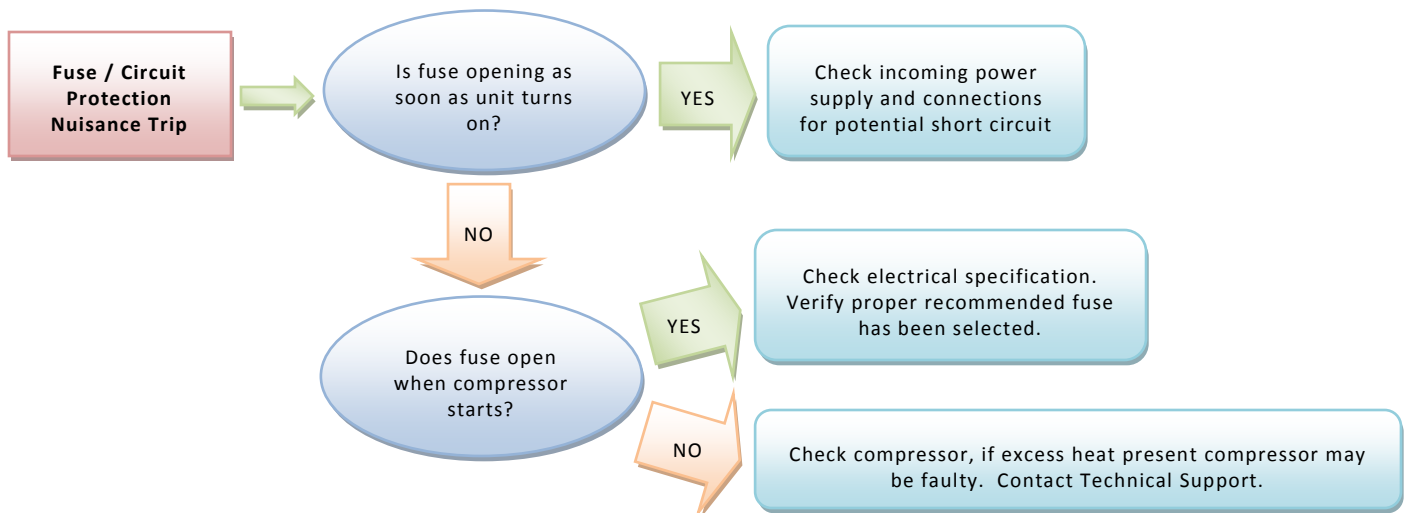 Fuse / Circuit
Protection
Nuisance Trip
Is fuse opening as
soon as unit turns
on?
YES
Check incoming power
supply and connections
for potential short circuit
NO
Does fuse open
when compressor
starts?
YES
Check electrical specification.
Verify proper recommended fuse
has been selected.
NO
Check compressor, if excess heat present compressor may
be faulty.  Contact Technical Support.